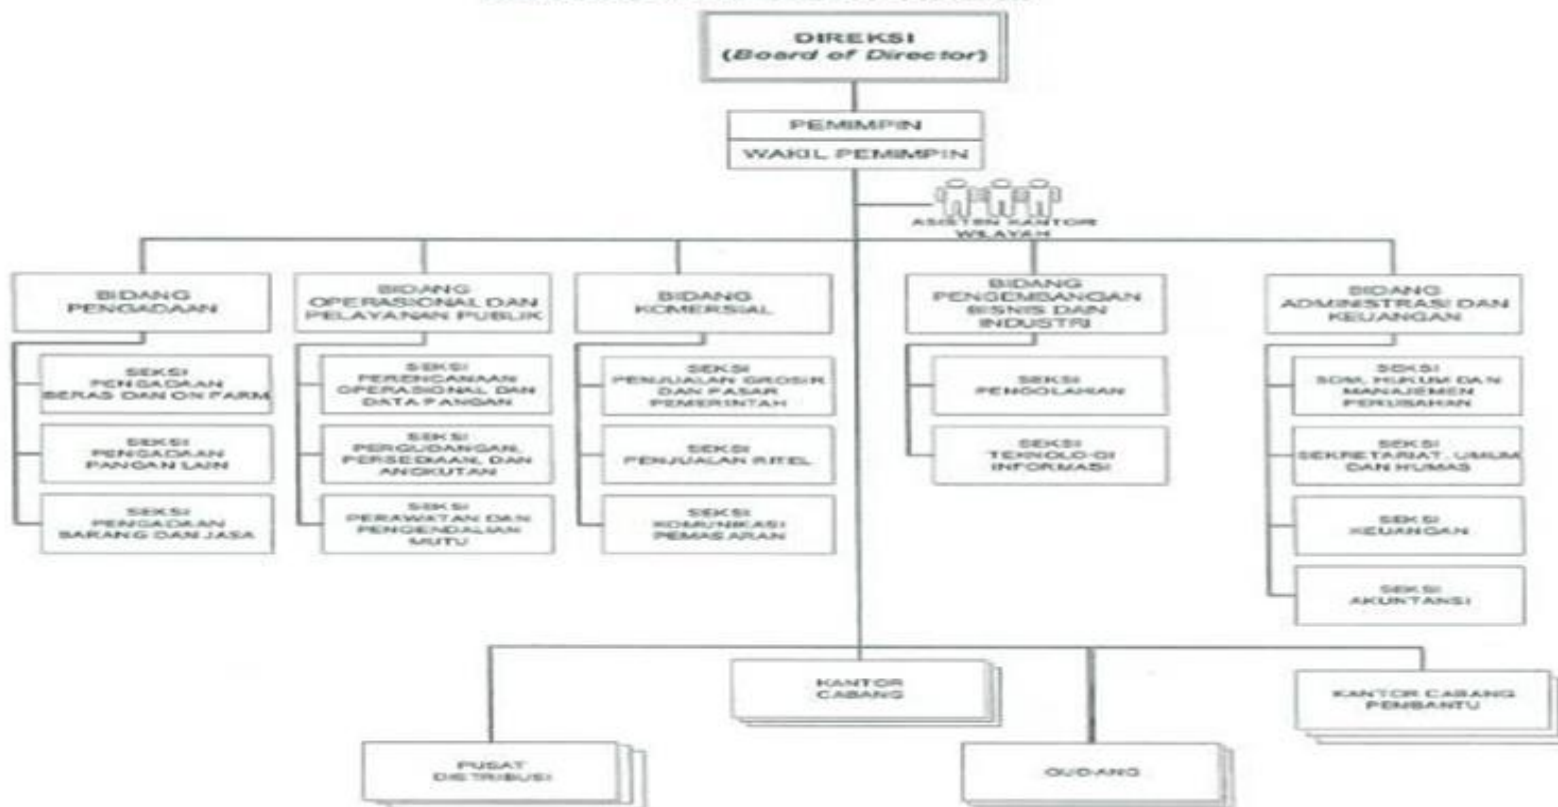 DIREKSI
(Board of Director)
PEMIMPIN
WAKIL PEMIMPIN
ASISTEN KANTOR
WILAYAH
BIDANG
PENGADAAN
SEKSI
PENGADAAN
BERAS DAN ON FARM
SEKSI
PENGADAAN
PANGAN LAIN
SEKSI
PENGADAAN
BARANG DAN JASA
BIDANG
OPERASIONAL DAN
PELAYANAN PUBLIK
SEKSI
PERENCANAAN
OPERASIONAL DAN
DATA PANGAN
SEKSI
PERGUDANGAN,
PERSEDIAAN, DAN
ANGKUTAN
SEKSI
PERAWATAN DAN
PENGENDALIAN
MUTU
BIDANG
KOMERSIAL
SEKSI
PENJUALAN GROSIR
DAN PASAR
PEMERINTAH
SEKSI
PENJUALAN RITEL
SEKSI
KOMUNIKASI
PEMASARAN
BIDANG
PENGEMBANGAN
BISNIS DAN
INDUSTRI
SEKSI
PENGOLAHAN
SEKSI
TEKNOLOGI
INFORMASI
BIDANG
ADMINISTRASI DAN
KEUANGAN
SEKSI
SDM, HUKUM DAN
MANAJEMEN
PERUSAHAN
SEKSI
SEKRETARIAT, UMUM
DAN HUMAS
SEKSI
KEUANGAN
SEKSI
AKUNTANSI
KANTOR
CABANG
KANTOR CABANG
PEMBANTU
PUSAT
DISTRIBUSI
GUDANG